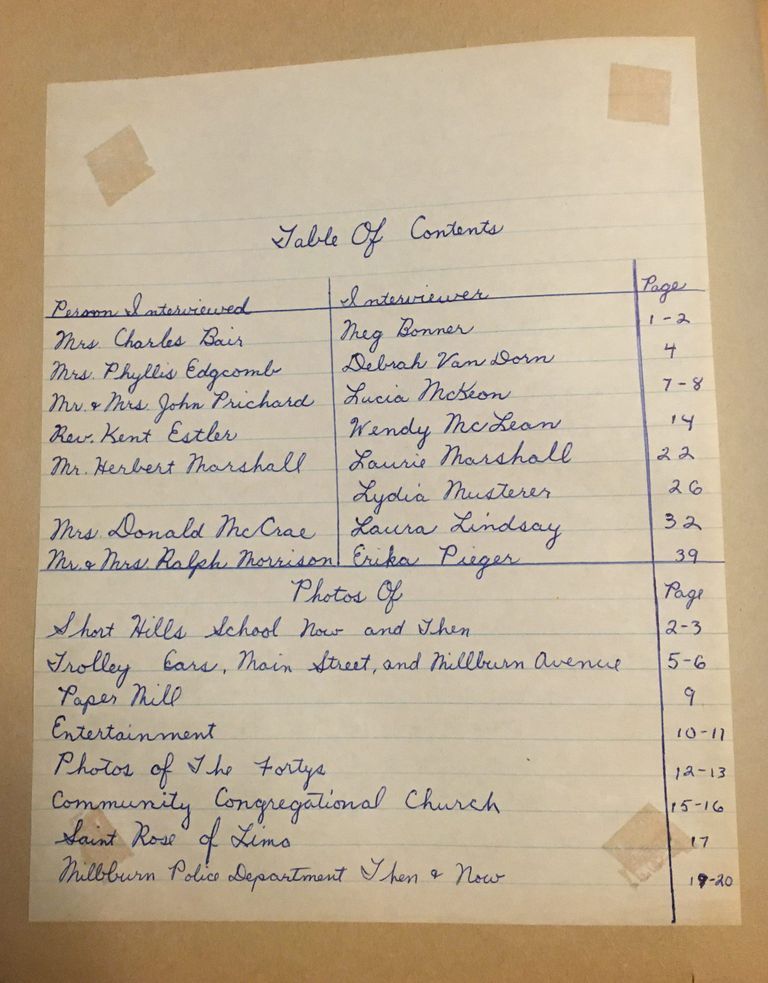 Table Of Contents
Person Interviewed Interviewer Page
Mrs. Charles Bair Meg Bonner 1-2
Mrs. Phyllis Edgcomb Debrah Van Dorn 4
Mr. & Mrs. John Prichard Lucia McKeon 7-8
Rev. Kent Estler Wendy McLean 14
Mr. Herbert Marshall Laurie Marshall 22
Lydia Musterer 26
Mrs. Donald McCrae Laura Lindsay 32
Mr. & Mrs Ralph Morrison Erika Pieger 39
Photos Of Page
Short Hills School Now and Then 2-3
Trolley Cars, Main Street, and Millburn Avenue 5-6
Paper Mill 9
Entertainment 10-11
Photos of The Fortys 12-13
Community Congregational Church 15-16
Saint Rose of Lima 17
Millburn Police Department Then & Now 19-20